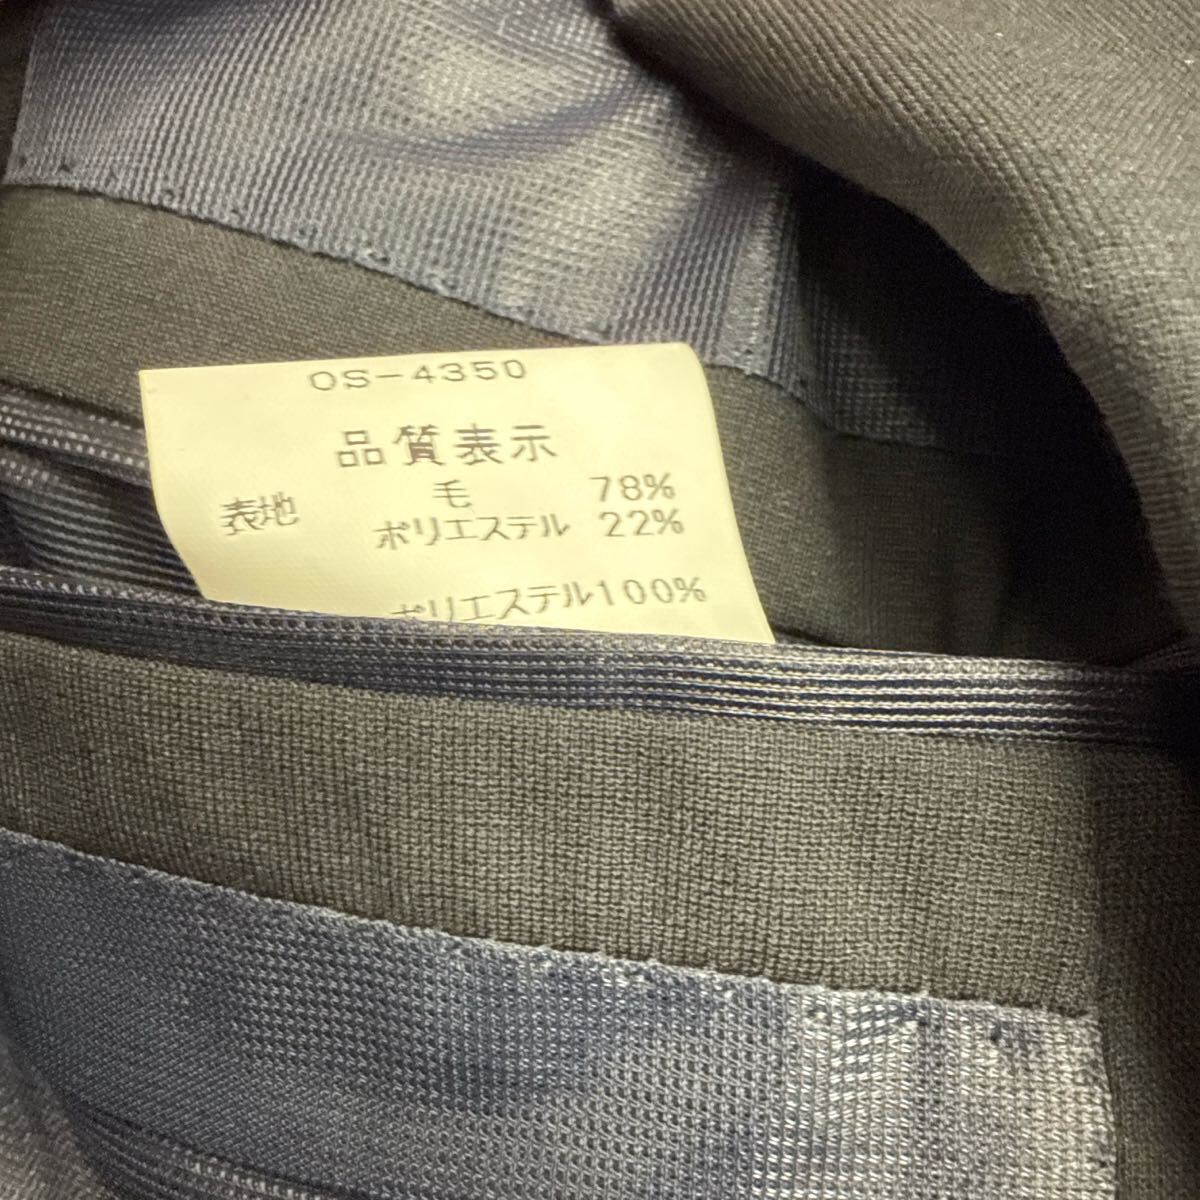 OS-4350
品質表示
表地 毛 78%
ポリエステル 22%
ポリエステル100%